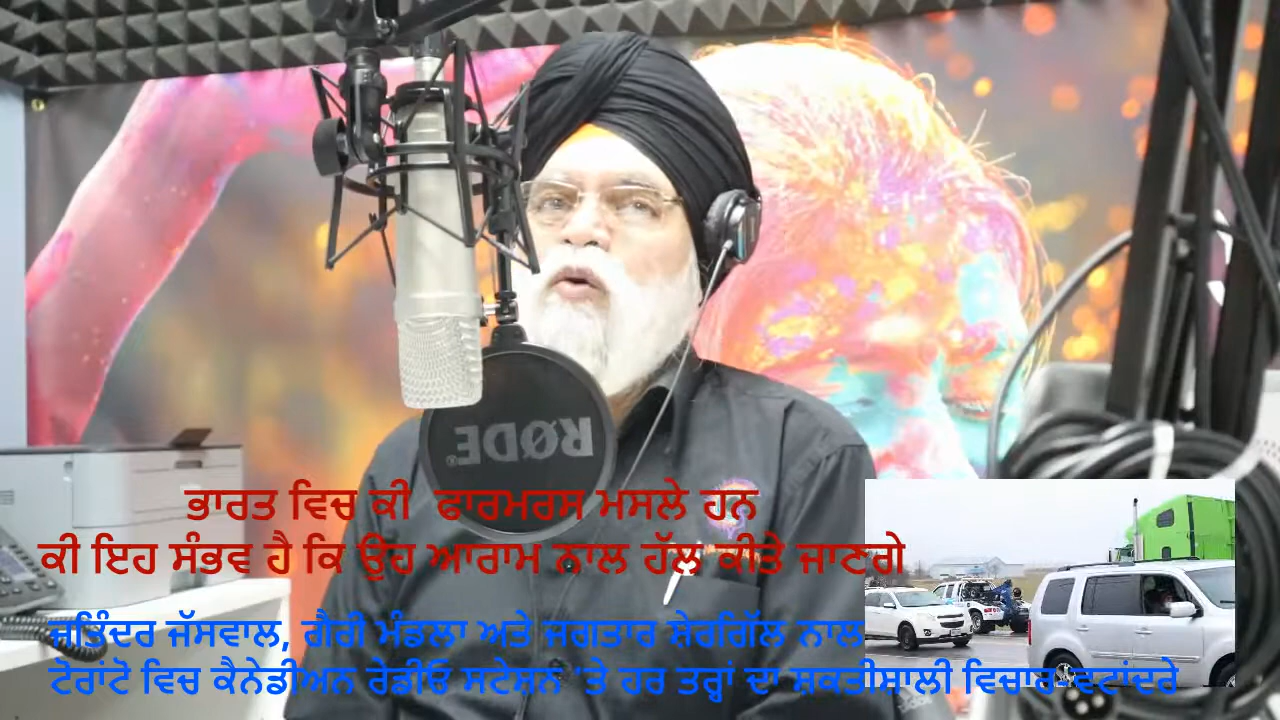 RØDE®
ਭਾਰਤ ਵਿਚ ਕੀ ਫਾਰਮਰਸ ਮਸਲੇ ਹਨ
ਕੀ ਇਹ ਸੰਭਵ ਹੈ ਕਿ ਉਹ ਆਰਾਮ ਨਾਲ ਹੱਲ ਕੀਤੇ ਜਾਣਗੇ
ਜਤਿੰਦਰ ਜੱਸਵਾਲ, ਗੈਰੀ ਮੰਡਲਾ ਅਤੇ ਜਗਤਾਰ ਸ਼ੇਰਗਿੱਲ ਨਾਲ
ਟੋਰਾਂਟੋ ਵਿਚ ਕੈਨੇਡੀਅਨ ਰੇਡੀਓ ਸਟੇਸ਼ਨ 'ਤੇ ਹਰ ਤਰ੍ਹਾਂ ਦਾ ਸ਼ਕਤੀਸ਼ਾਲੀ ਵਿਚਾਰ-ਵਟਾਂਦਰੇ